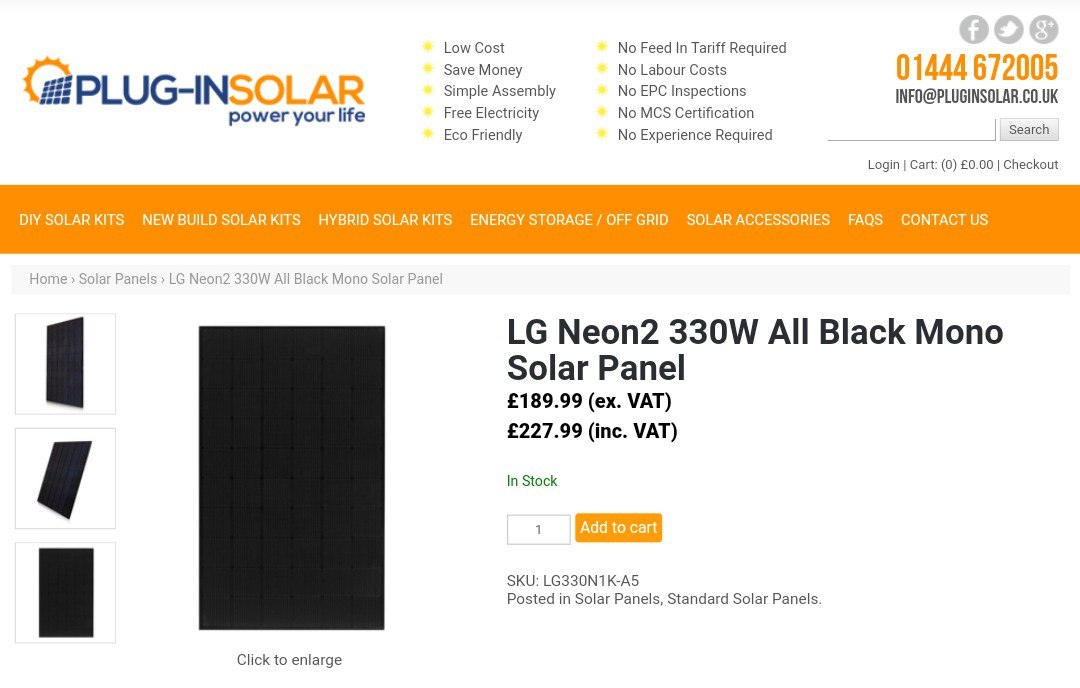 PLUG-INSOLAR
power your life
Low Cost
Save Money
Simple Assembly
Free Electricity
Eco Friendly
No Feed In Tariff Required
No Labour Costs
No EPC Inspections
No MCS Certification
No Experience Required
f g+
01444 672005
INFO@PLUGINSOLAR.CO.UK
Search
Login | Cart: (0) £0.00 | Checkout
DIY SOLAR KITS NEW BUILD SOLAR KITS HYBRID SOLAR KITS ENERGY STORAGE / OFF GRID SOLAR ACCESSORIES FAQS CONTACT US
Home › Solar Panels › LG Neon2 330W All Black Mono Solar Panel
LG Neon2 330W All Black Mono
Solar Panel
£189.99 (ex. VAT)
£227.99 (inc. VAT)
In Stock
1 Add to cart
SKU: LG330N1K-A5
Posted in Solar Panels, Standard Solar Panels.
Click to enlarge